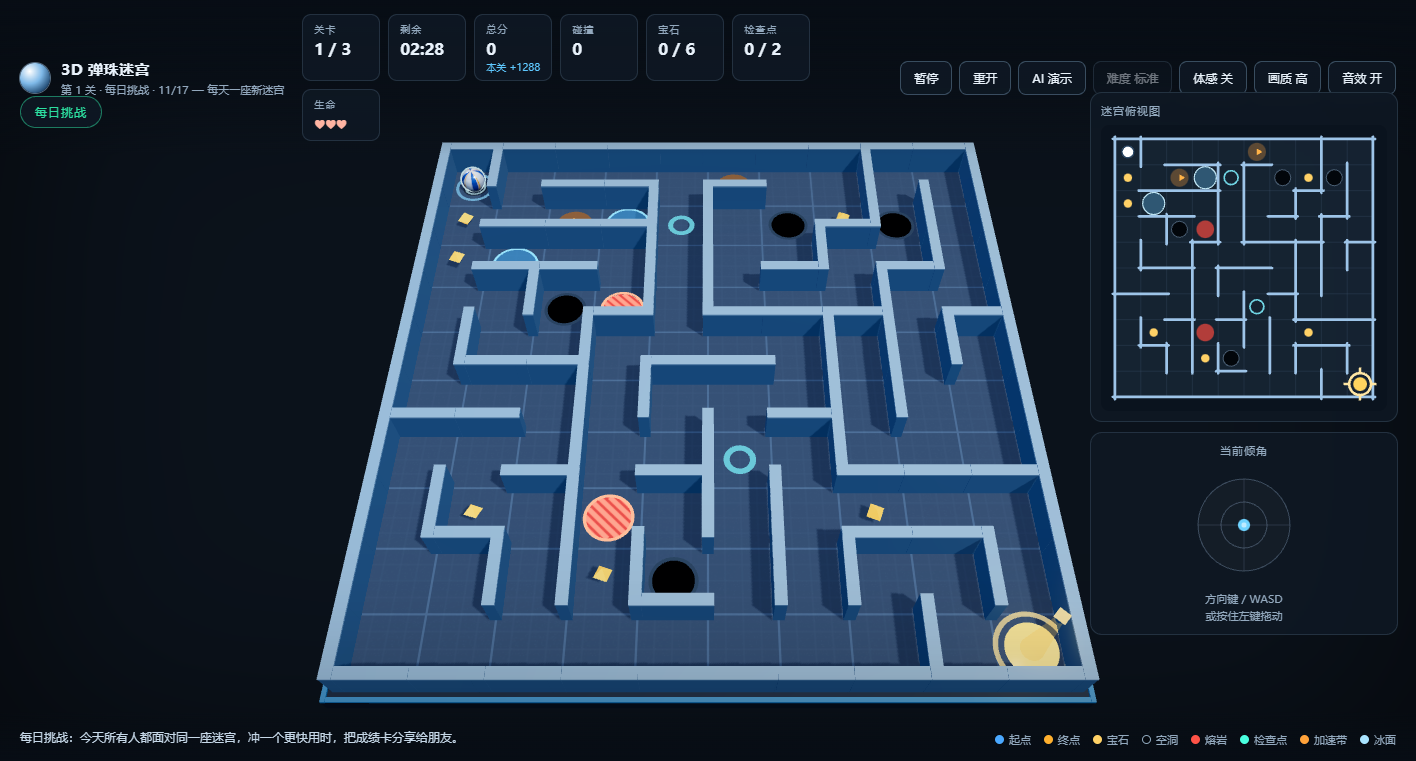 3D 弹珠迷宫
第 1 关 · 每日挑战 · 11/17 — 每天一座新迷宫
每日挑战
关卡
1 / 3
剩余
02:28
总分
0
本关 +1288
碰撞
0
宝石
0 / 6
检查点
0 / 2
生命
暂停
重开
AI 演示
难度 标准
体感 关
画质 高
音效 开
迷宫俯视图
当前倾角
方向键 / WASD
或按住左键拖动
每日挑战：今天所有人都面对同一座迷宫，冲一个更快用时，把成绩卡分享给朋友。
起点
终点
宝石
空洞
熔岩
检查点
加速带
冰面